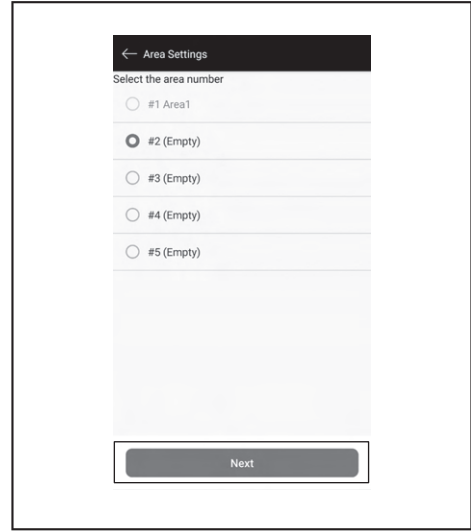 Area Settings
Select the area number
#1 Area1
#2 (Empty)
#3 (Empty)
#4 (Empty)
#5 (Empty)
Next